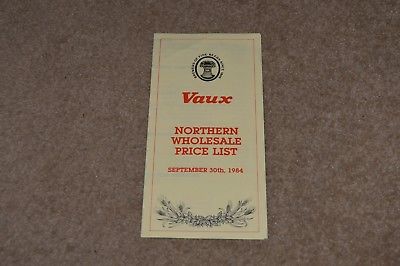 Vaux
NORTHERN
WHOLESALE
PRICE LIST
SEPTEMBER 30th, 1984